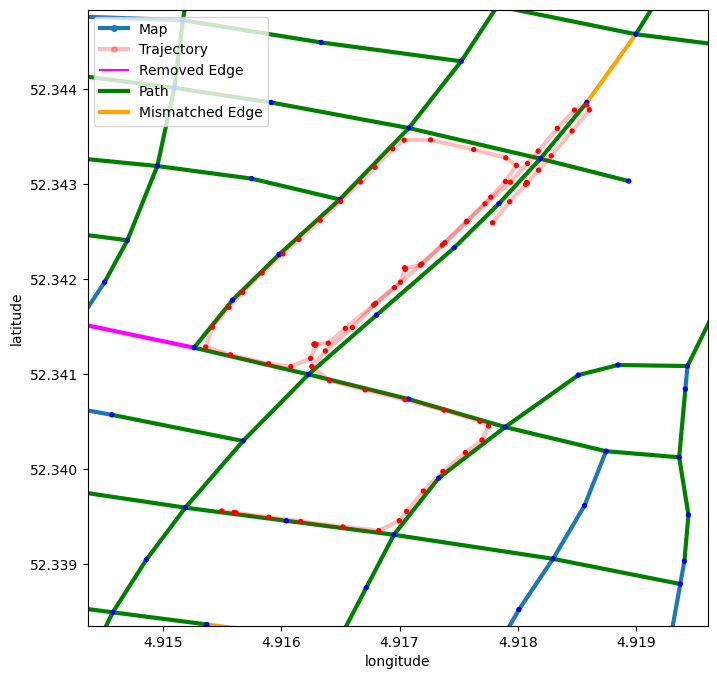 Map
Trajectory
Removed Edge
Path
Mismatched Edge
52.344
52.343
52.342
52.341
52.340
52.339
latitude
4.915 4.916 4.917 4.918 4.919
longitude